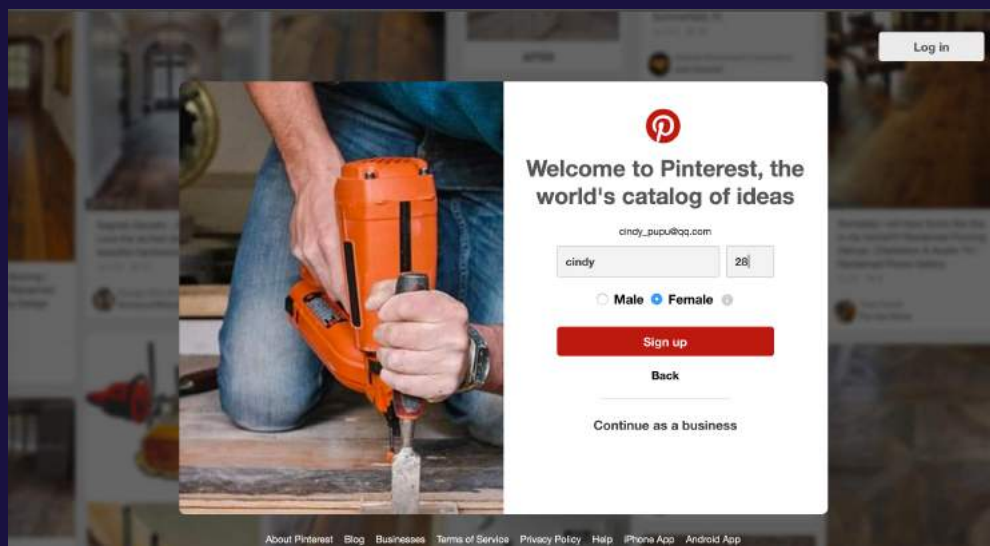 Log in
Welcome to Pinterest, the
world's catalog of ideas
cindy_pupu@qq.com
cindy 28
Male Female
Sign up
Back
Continue as a business
About Pinterest Blog Businesses Terms of Service Privacy Policy Help iPhone App Android App